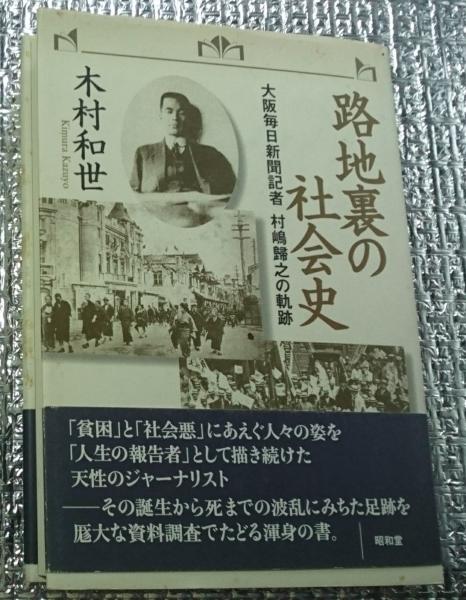 路地裏の
社会史
大阪毎日新聞記者 村嶋歸之の軌跡
木村和世
Kimura Kazuyo
「貧困」と「社会悪」にあえぐ人々の姿を
「人生の報告者」として描き続けた
天性のジャーナリスト
――その誕生から死までの波乱にみちた足跡を
厖大な資料調査でたどる渾身の書。
昭和堂